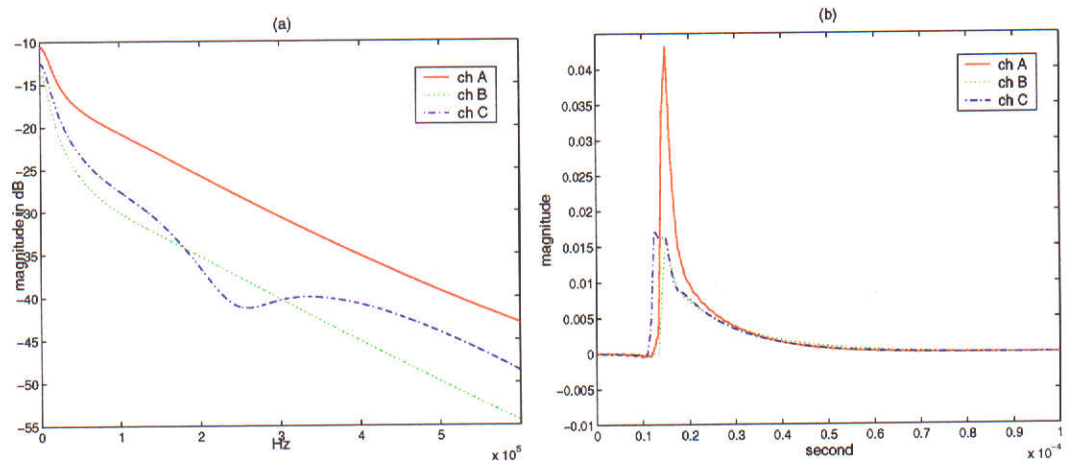 (a)
magnitude in dB
-10
-15
-20
-25
-30
-35
-40
-45
-50
-55
0
1
2
3
4
5
6
Hz
x 10⁵
ch A
ch B
ch C
(b)
magnitude
0.04
0.035
0.03
0.025
0.02
0.015
0.01
0.005
0
-0.005
-0.01
0
0.1
0.2
0.3
0.4
0.5
0.6
0.7
0.8
0.9
1
second
x 10⁻⁴
ch A
ch B
ch C